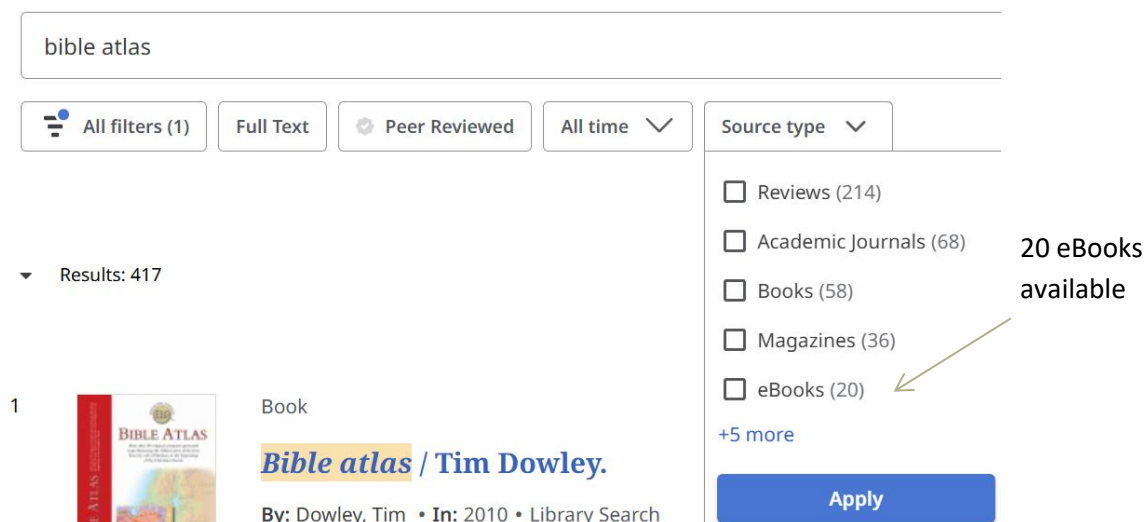 bible atlas
All filters (1)
Full Text
Peer Reviewed
All time
Source type
Reviews (214)
Academic Journals (68)
Books (58)
Magazines (36)
eBooks (20)
+5 more
Apply
20 eBooks
available
Results: 417
1
BIBLE ATLAS
Book
Bible atlas / Tim Dowley.
By: Dowley, Tim • In: 2010 • Library Search